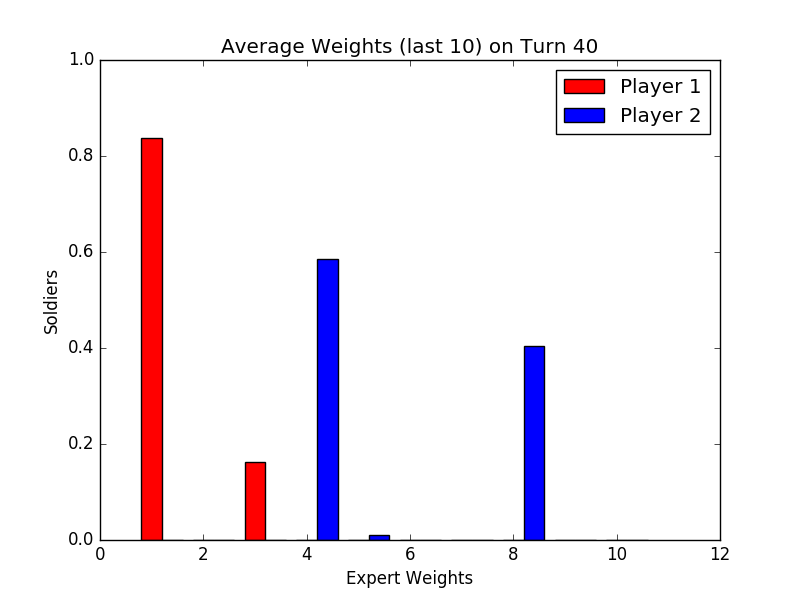 Average Weights (last 10) on Turn 40
1.0
0.8
0.6
0.4
0.2
0.0
Soldiers
Player 1
Player 2
0 2 4 6 8 10 12
Expert Weights